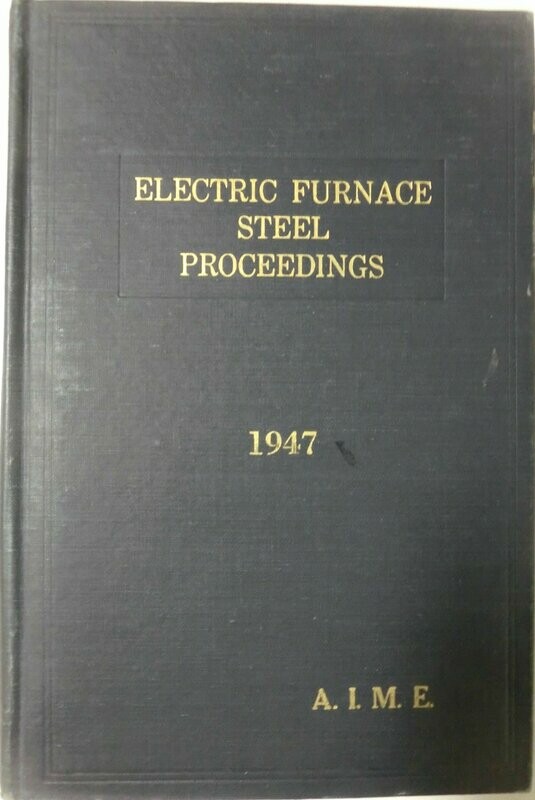 ELECTRIC FURNACE
STEEL
PROCEEDINGS
1947
A. I. M. E.